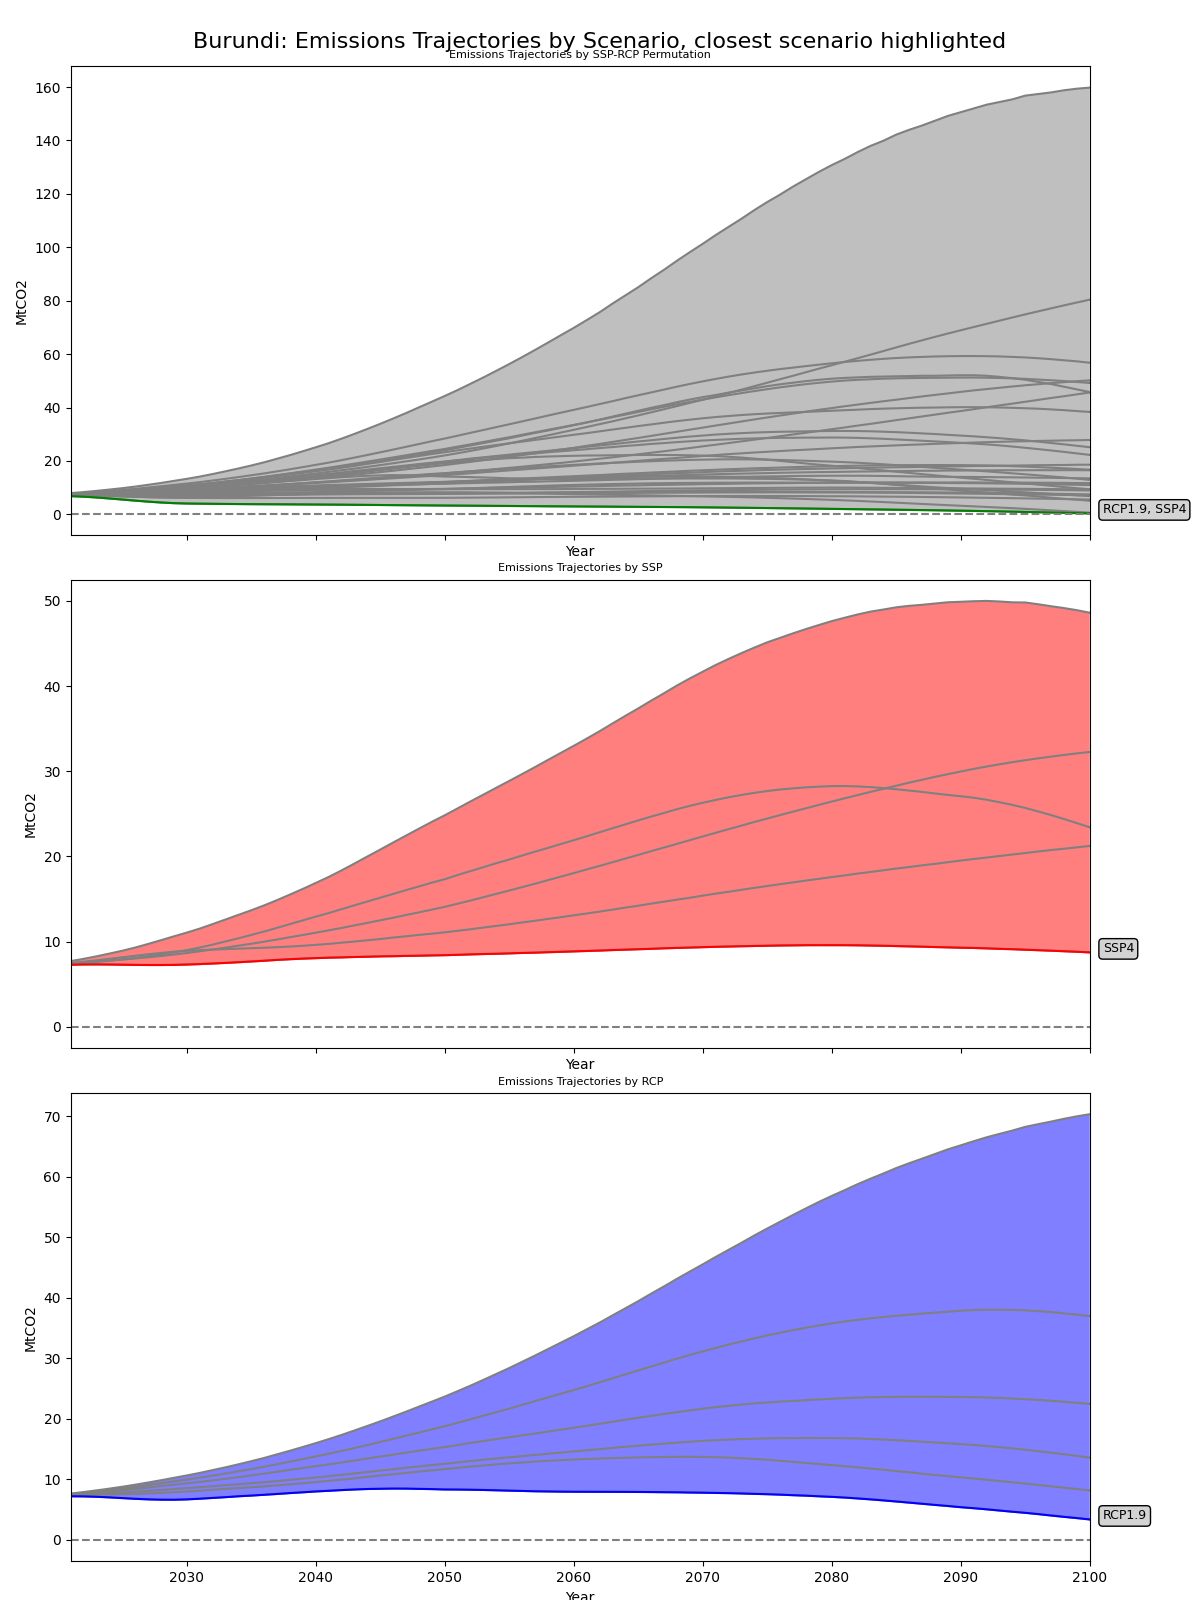 Burundi: Emissions Trajectories by Scenario, closest scenario highlighted
Emissions Trajectories by SSP-RCP Permutation
160
140
120
100
80
60
40
20
0
MtCO2
RCP1.9, SSP4
Year
Emissions Trajectories by SSP
50
40
30
20
10
0
MtCO2
SSP4
Year
Emissions Trajectories by RCP
70
60
50
40
30
20
10
0
MtCO2
RCP1.9
2030 2040 2050 2060 2070 2080 2090 2100
Year